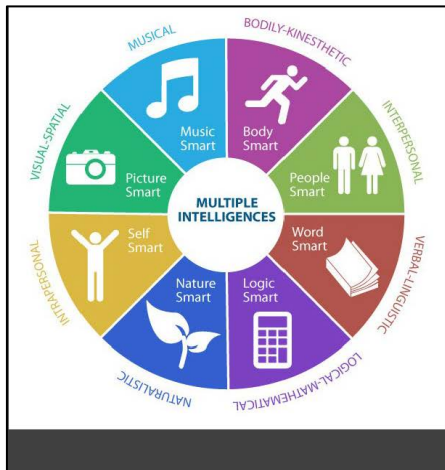 MUSICAL
BODILY-KINESTHETIC
Music
Smart
Body
Smart
VISUAL-SPATIAL
INTERPERSONAL
Picture
Smart
People
Smart
MULTIPLE
INTELLIGENCES
Self
Smart
Word
Smart
INTRAPERSONAL
VERBAL-LINGUISTIC
Nature
Smart
Logic
Smart
NATURALISTIC
LOGICAL-MATHEMATICAL